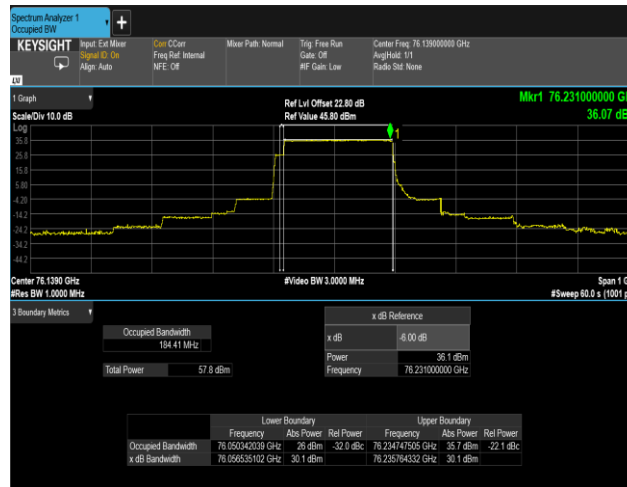 Spectrum Analyzer 1
Occupied BW
+
KEYSIGHT Input: Ext Mixer Corr CCorr Mixer Path: Normal Trig: Free Run Center Freq: 76.139000000 GHz
Signal ID: On Freq Ref: Internal Gate: Off Avg|Hold: 1/1
Align: Auto NFE: Off #IF Gain: Low Radio Std: None
LXI
1 Graph Ref Lvl Offset 22.80 dB Mkr1 76.231000000 G
Scale/Div 10.0 dB Ref Value 45.80 dBm 36.07 dB
Log
1
35.8
25.8
15.8
5.80
-4.20
-14.2
-24.2
-34.2
-44.2
Center 76.1390 GHz #Video BW 3.0000 MHz Span 1 G
#Res BW 1.0000 MHz #Sweep 60.0 s (1001 p
3 Boundary Metrics
x dB Reference
Occupied Bandwidth
184.41 MHz
x dB -6.00 dB
Total Power 57.8 dBm
Power 36.1 dBm
Frequency 76.231000000 GHz
Lower Boundary Upper Boundary
Frequency Abs Power Rel Power Frequency Abs Power Rel Power
Occupied Bandwidth 76.050342039 GHz 26 dBm -32.0 dBc 76.234747505 GHz 35.7 dBm -22.1 dBc
x dB Bandwidth 76.056535102 GHz 30.1 dBm 76.235764332 GHz 30.1 dBm